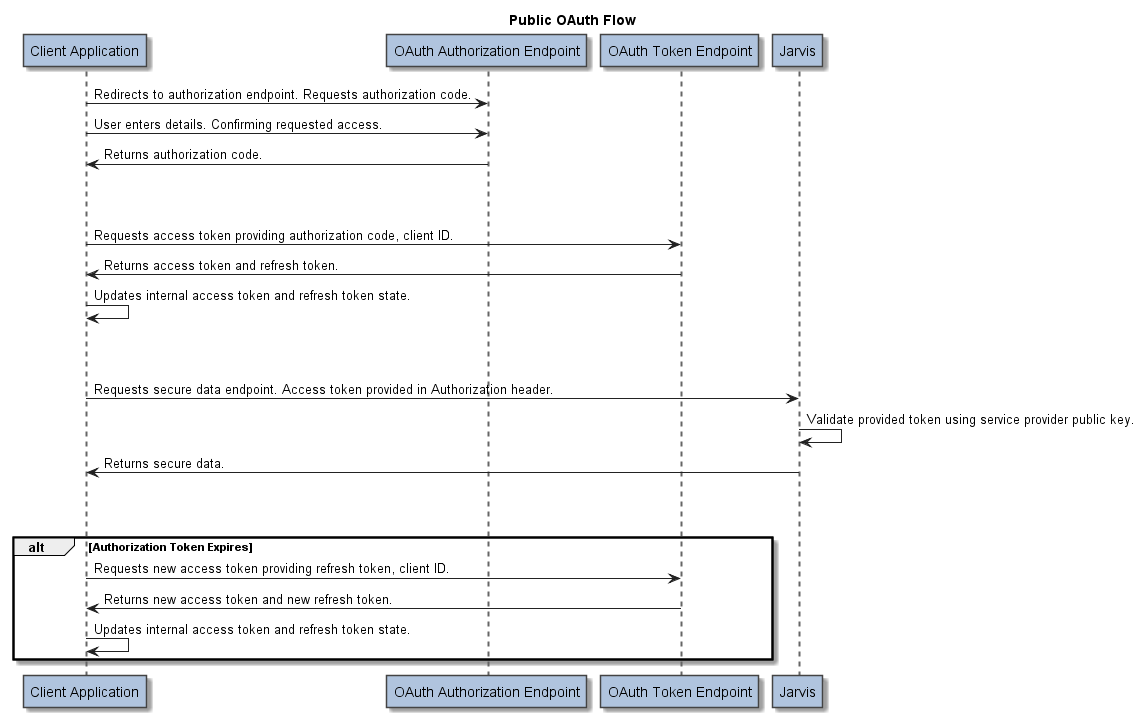 Public OAuth Flow
Client Application
OAuth Authorization Endpoint
OAuth Token Endpoint
Jarvis
Redirects to authorization endpoint. Requests authorization code.
User enters details. Confirming requested access.
Returns authorization code.
Requests access token providing authorization code, client ID.
Returns access token and refresh token.
Updates internal access token and refresh token state.
Requests secure data endpoint. Access token provided in Authorization header.
Validate provided token using service provider public key.
Returns secure data.
alt
[Authorization Token Expires]
Requests new access token providing refresh token, client ID.
Returns new access token and new refresh token.
Updates internal access token and refresh token state.
Client Application
OAuth Authorization Endpoint
OAuth Token Endpoint
Jarvis